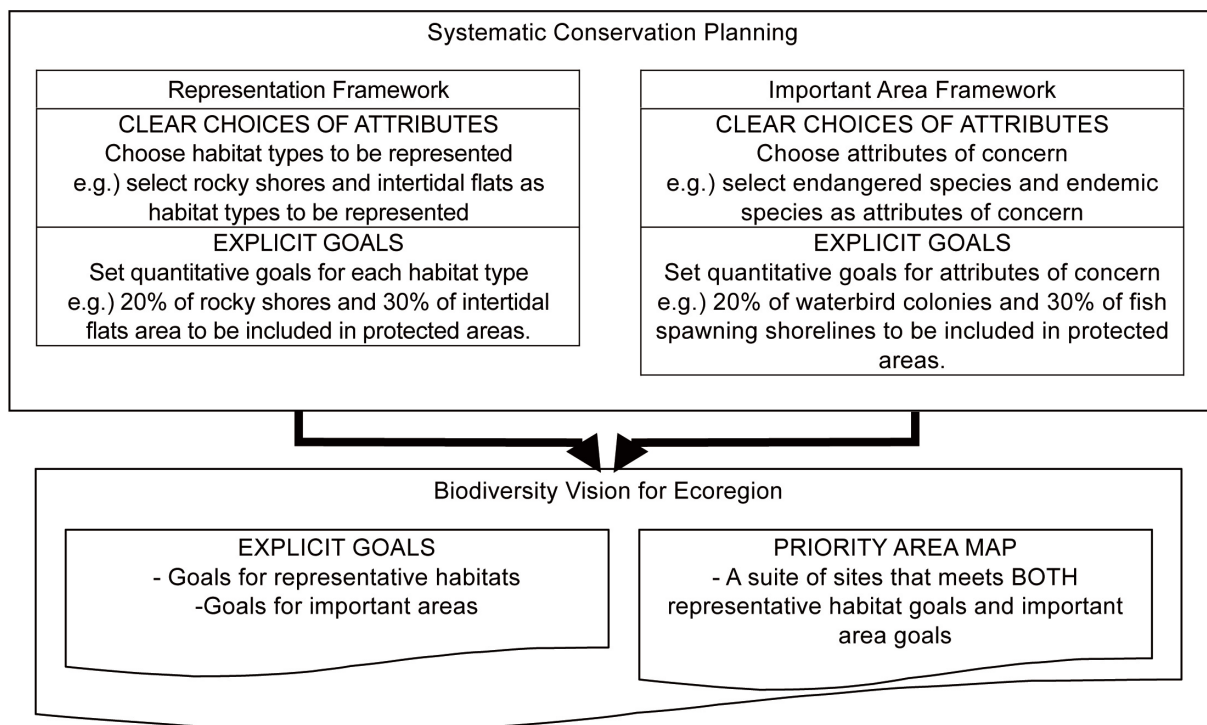 Systematic Conservation Planning
Representation Framework
CLEAR CHOICES OF ATTRIBUTES
Choose habitat types to be represented
e.g.) select rocky shores and intertidal flats as
habitat types to be represented
EXPLICIT GOALS
Set quantitative goals for each habitat type
e.g.) 20% of rocky shores and 30% of intertidal
flats area to be included in protected areas.
Important Area Framework
CLEAR CHOICES OF ATTRIBUTES
Choose attributes of concern
e.g.) select endangered species and endemic
species as attributes of concern
EXPLICIT GOALS
Set quantitative goals for attributes of concern
e.g.) 20% of waterbird colonies and 30% of fish
spawning shorelines to be included in protected
areas.
Biodiversity Vision for Ecoregion
EXPLICIT GOALS
- Goals for representative habitats
-Goals for important areas
PRIORITY AREA MAP
- A suite of sites that meets BOTH
representative habitat goals and important
area goals